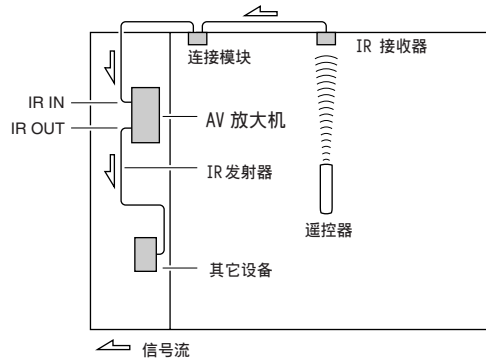 IR 接收器
连接模块
IR IN
AV 放大机
IR OUT
IR发射器
遥控器
其它设备
信号流